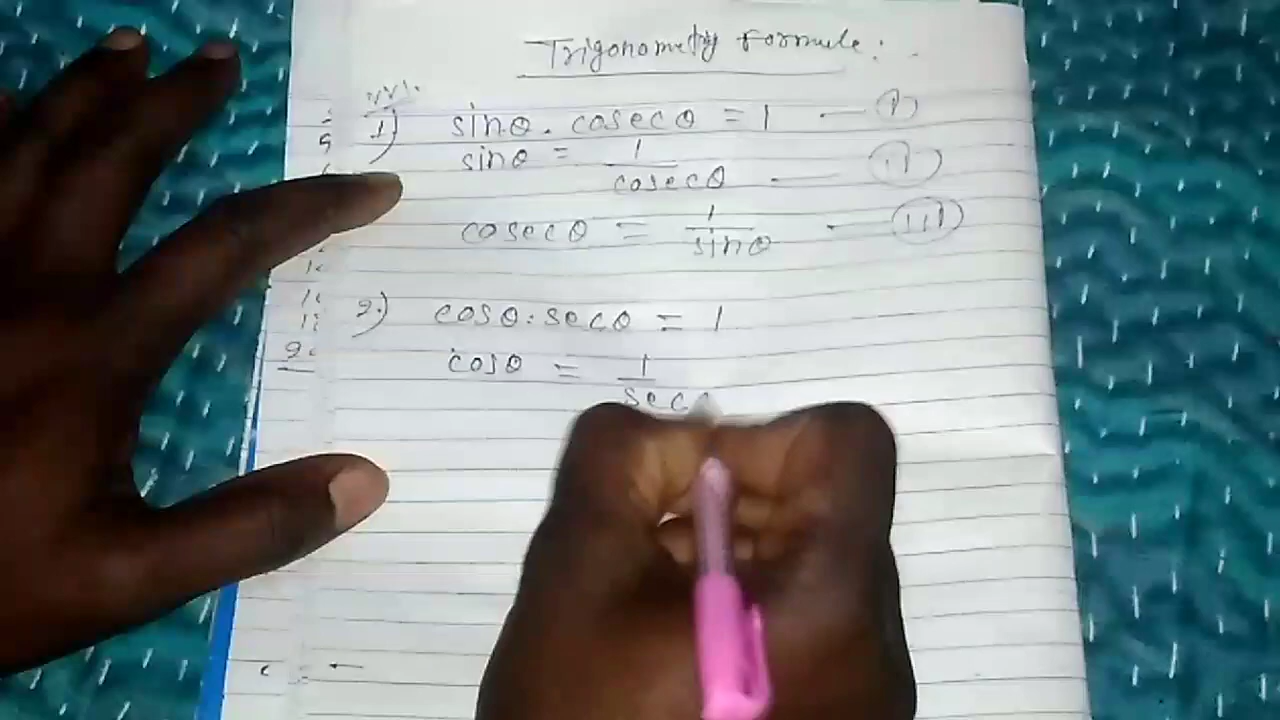 Trigonometry Formule:
1) sinθ . cosecθ = 1 — (I)
sinθ = 1/cosecθ — (II)
cosecθ = 1/sinθ — (III)
2.) cosθ . secθ = 1
cosθ = 1/sec